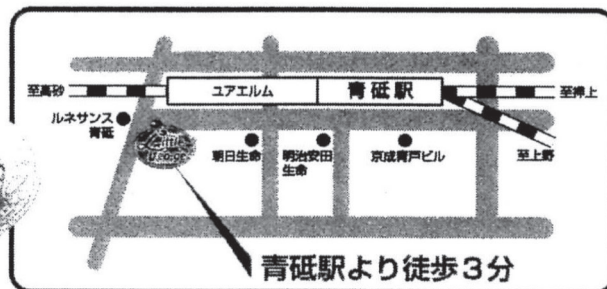 至高砂
ユアエルム
青砥駅
至押上
ルネサンス
青砥
朝日生命
明治安田
生命
京成青戸ビル
至上野
青砥駅より徒歩3分